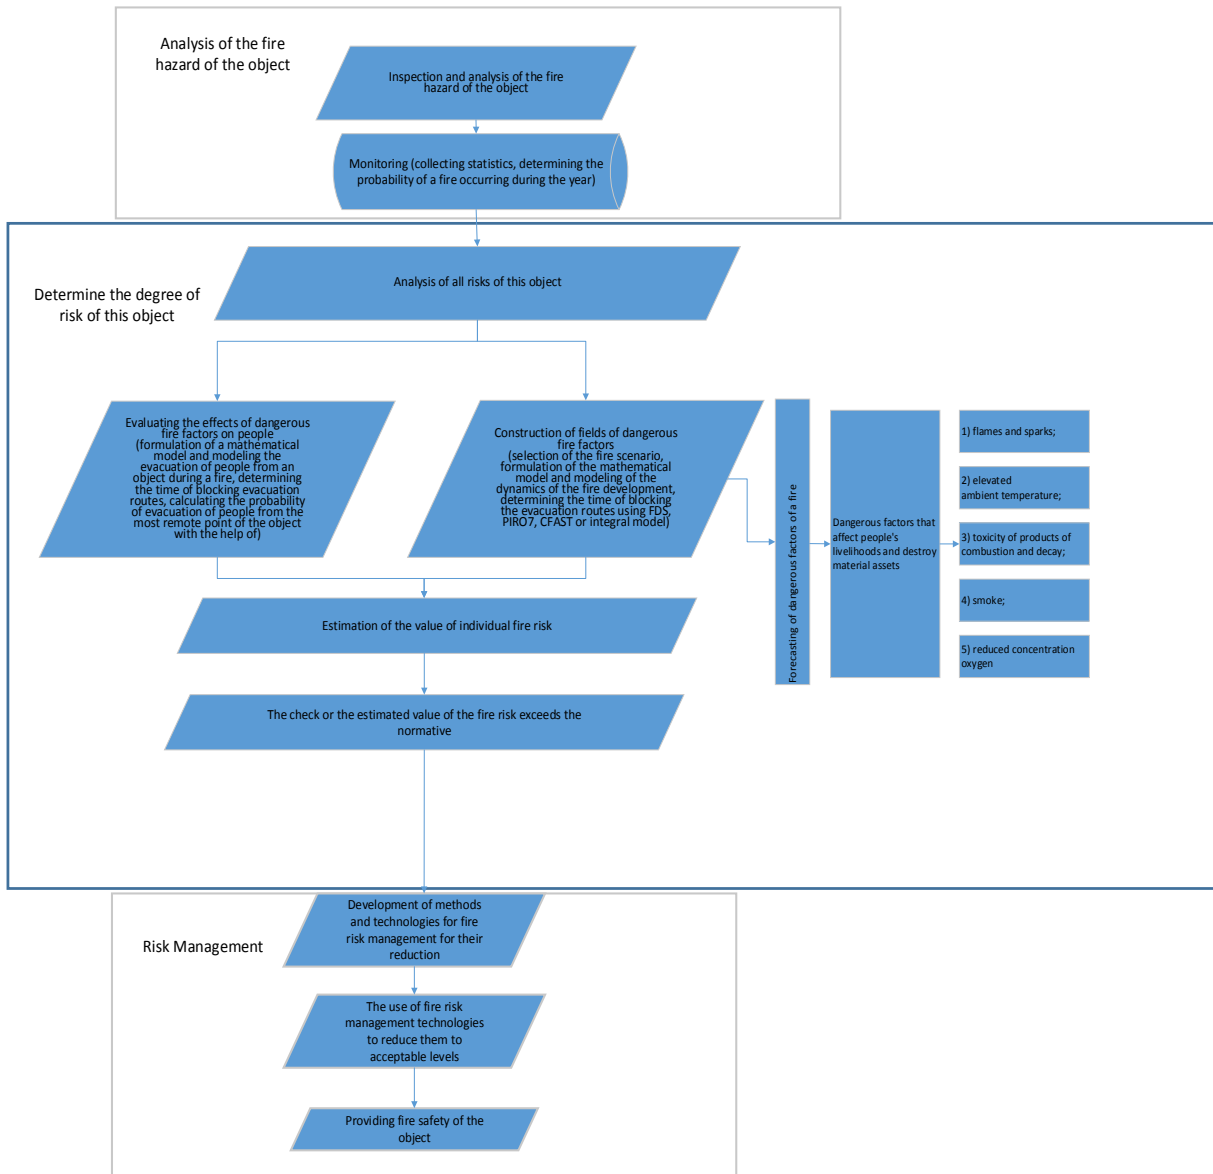 Analysis of the fire
hazard of the object
Inspection and analysis of the fire
hazard of the object
Monitoring (collecting statistics, determining the
probability of a fire occurring during the year)
Determine the degree of
risk of this object
Analysis of all risks of this object
Evaluating the effects of dangerous
fire factors on people
(formulation of a mathematical
model and modeling the
evacuation of people from an
object during a fire, determining
the time of blocking evacuation
routes, calculating the probability
of evacuation of people from the
most remote point of the object
with the help of)
Construction of fields of dangerous
fire factors
(selection of the fire scenario,
formulation of the mathematical
model and modeling of the
dynamics of the fire development,
determining the time of blocking
the evacuation routes using FDS,
PIRO7, CFAST or integral model)
Forecasting of dangerous factors of a fire
Dangerous factors that
affect people's
livelihoods and destroy
material assets
1) flames and sparks;
2) elevated
ambient temperature;
3) toxicity of products of
combustion and decay;
4) smoke;
5) reduced concentration
oxygen
Estimation of the value of individual fire risk
The check or the estimated value of the fire risk exceeds the
normative
Risk Management
Development of methods
and technologies for fire
risk management for their
reduction
The use of fire risk
management technologies
to reduce them to
acceptable levels
Providing fire safety of the
object